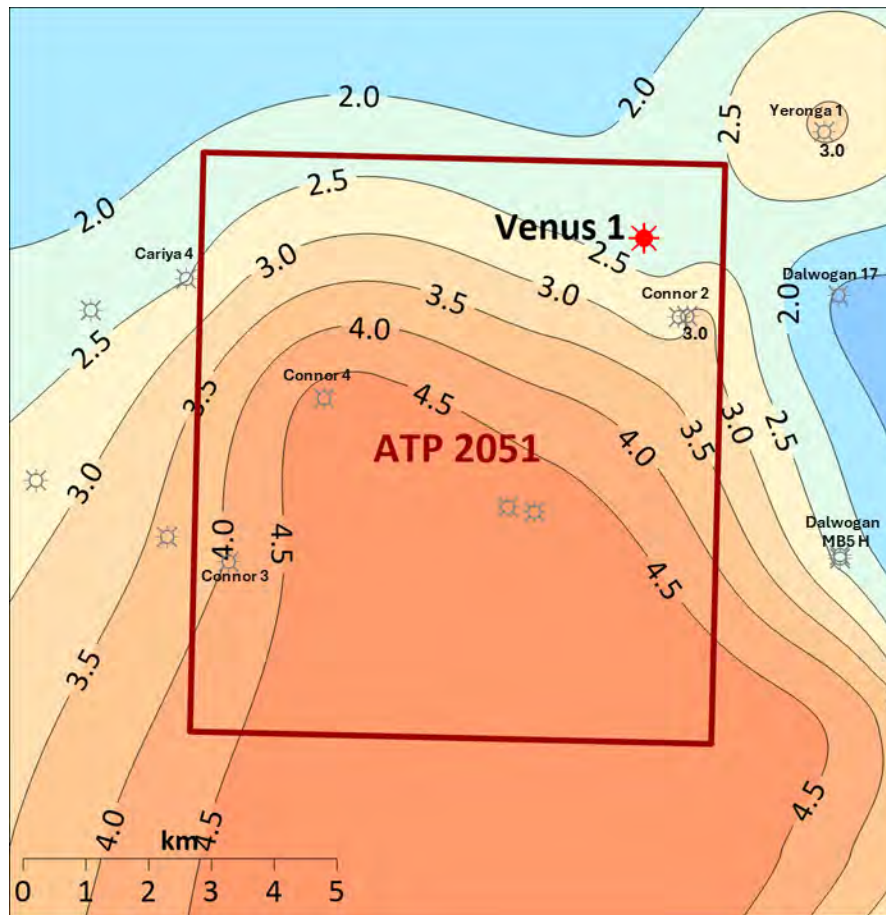 2.0
2.0
2.5
Yeronga 1
3.0
2.5
2.0
Venus 1
Cariya 4
3.0
2.5
Dalwogan 17
3.5
3.0
Connor 2
2.0
3.0
4.0
2.5
Connor 4
3.5
4.5
3.0
2.5
3.5
4.0
ATP 2051
3.0
4.0
4.5
Dalwogan
MB5 H
Connor 3
4.5
3.5
4.5
4.0
4.5
km
0 1 2 3 4 5